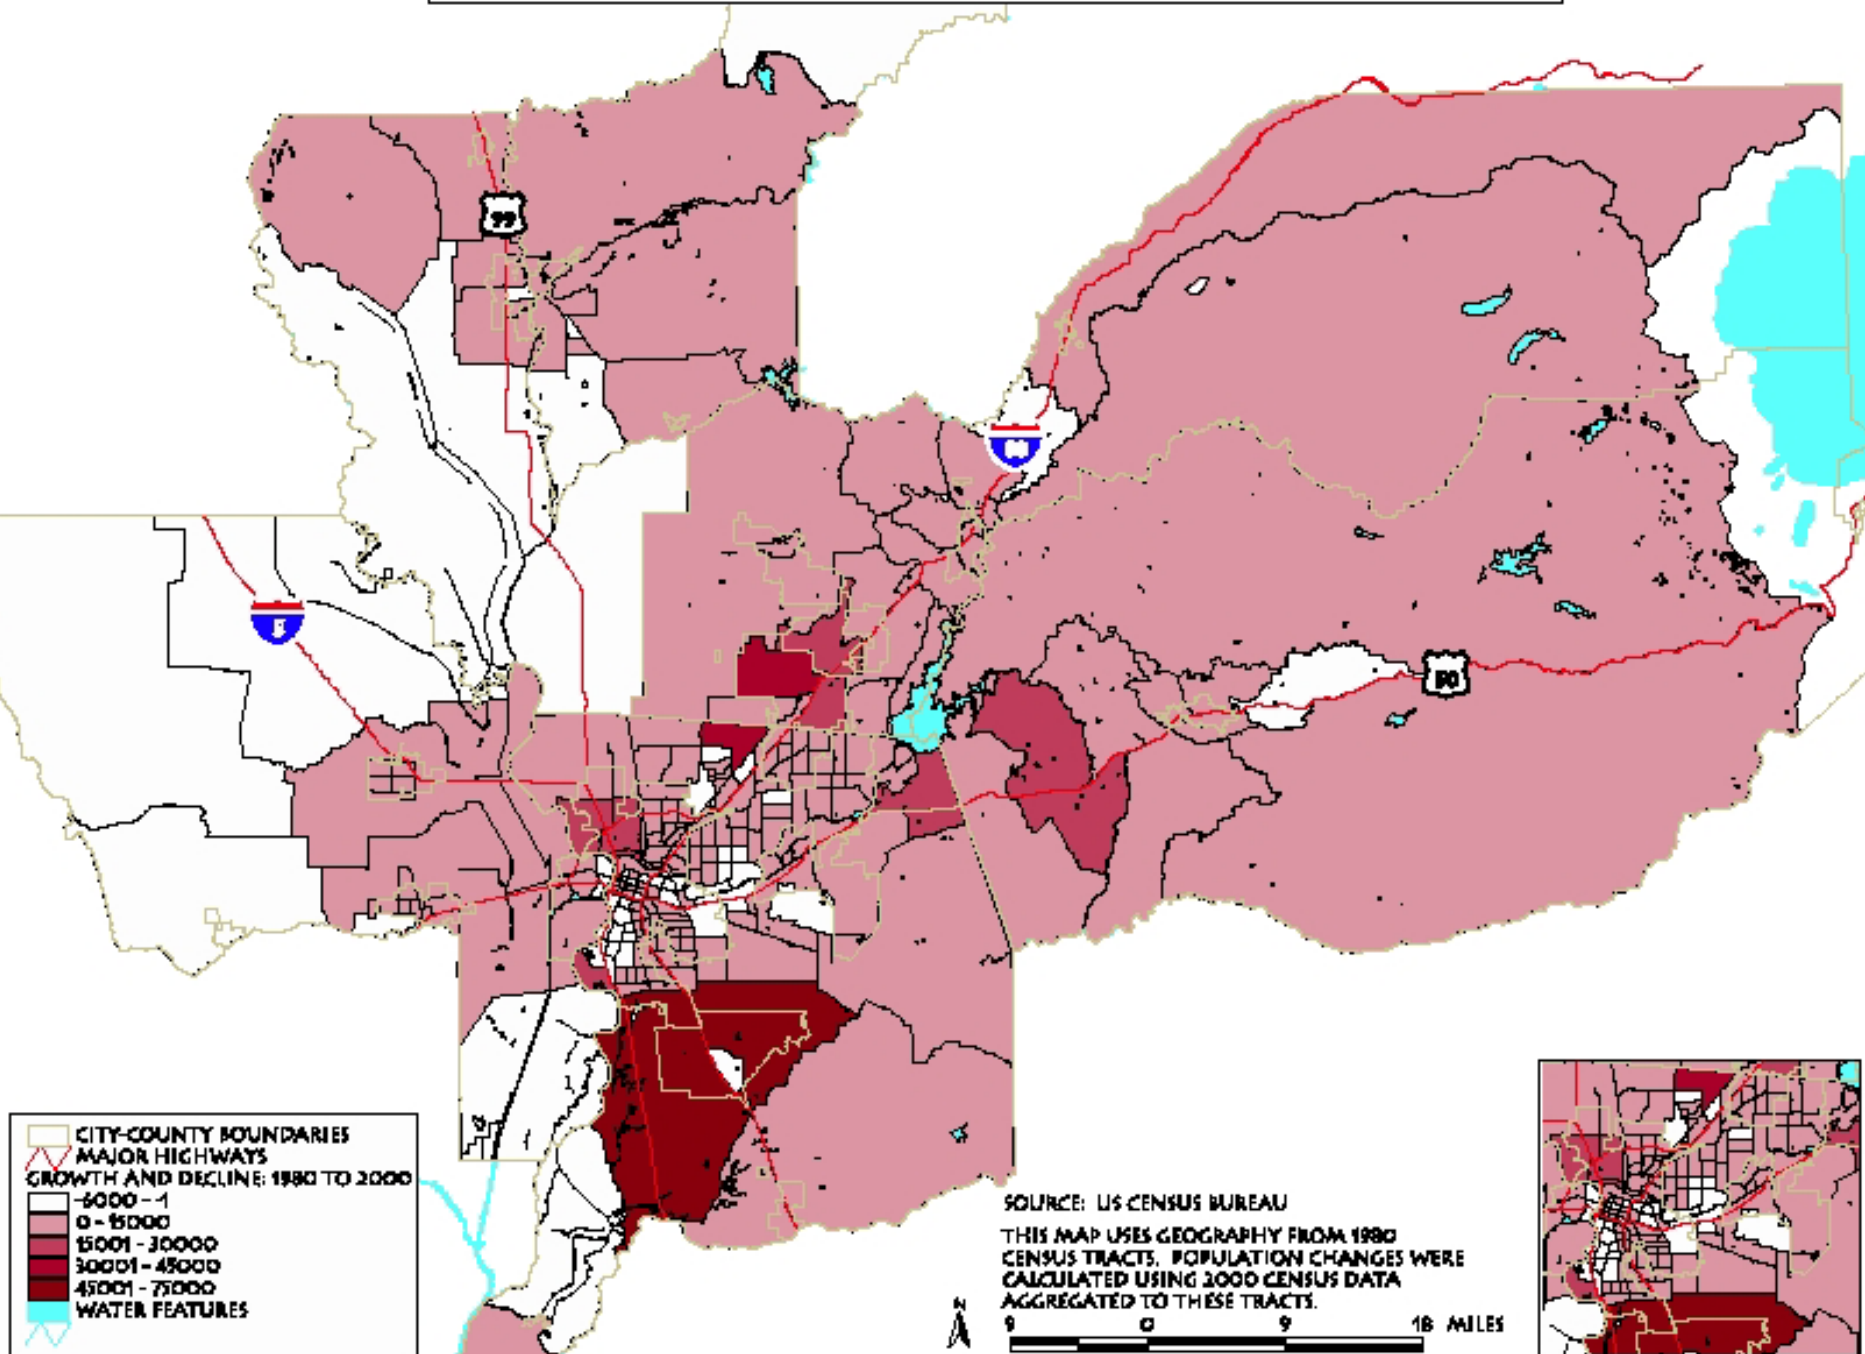 99
5
50
CITY-COUNTY BOUNDARIES
MAJOR HIGHWAYS
GROWTH AND DECLINE: 1980 TO 2000
-6000 - -1
0 - 15000
15001 - 30000
30001 - 45000
45001 - 75000
WATER FEATURES
SOURCE: US CENSUS BUREAU
THIS MAP USES GEOGRAPHY FROM 1980
CENSUS TRACTS. POPULATION CHANGES WERE
CALCULATED USING 2000 CENSUS DATA
AGGREGATED TO THESE TRACTS.
N
9 0 9 18 MILES